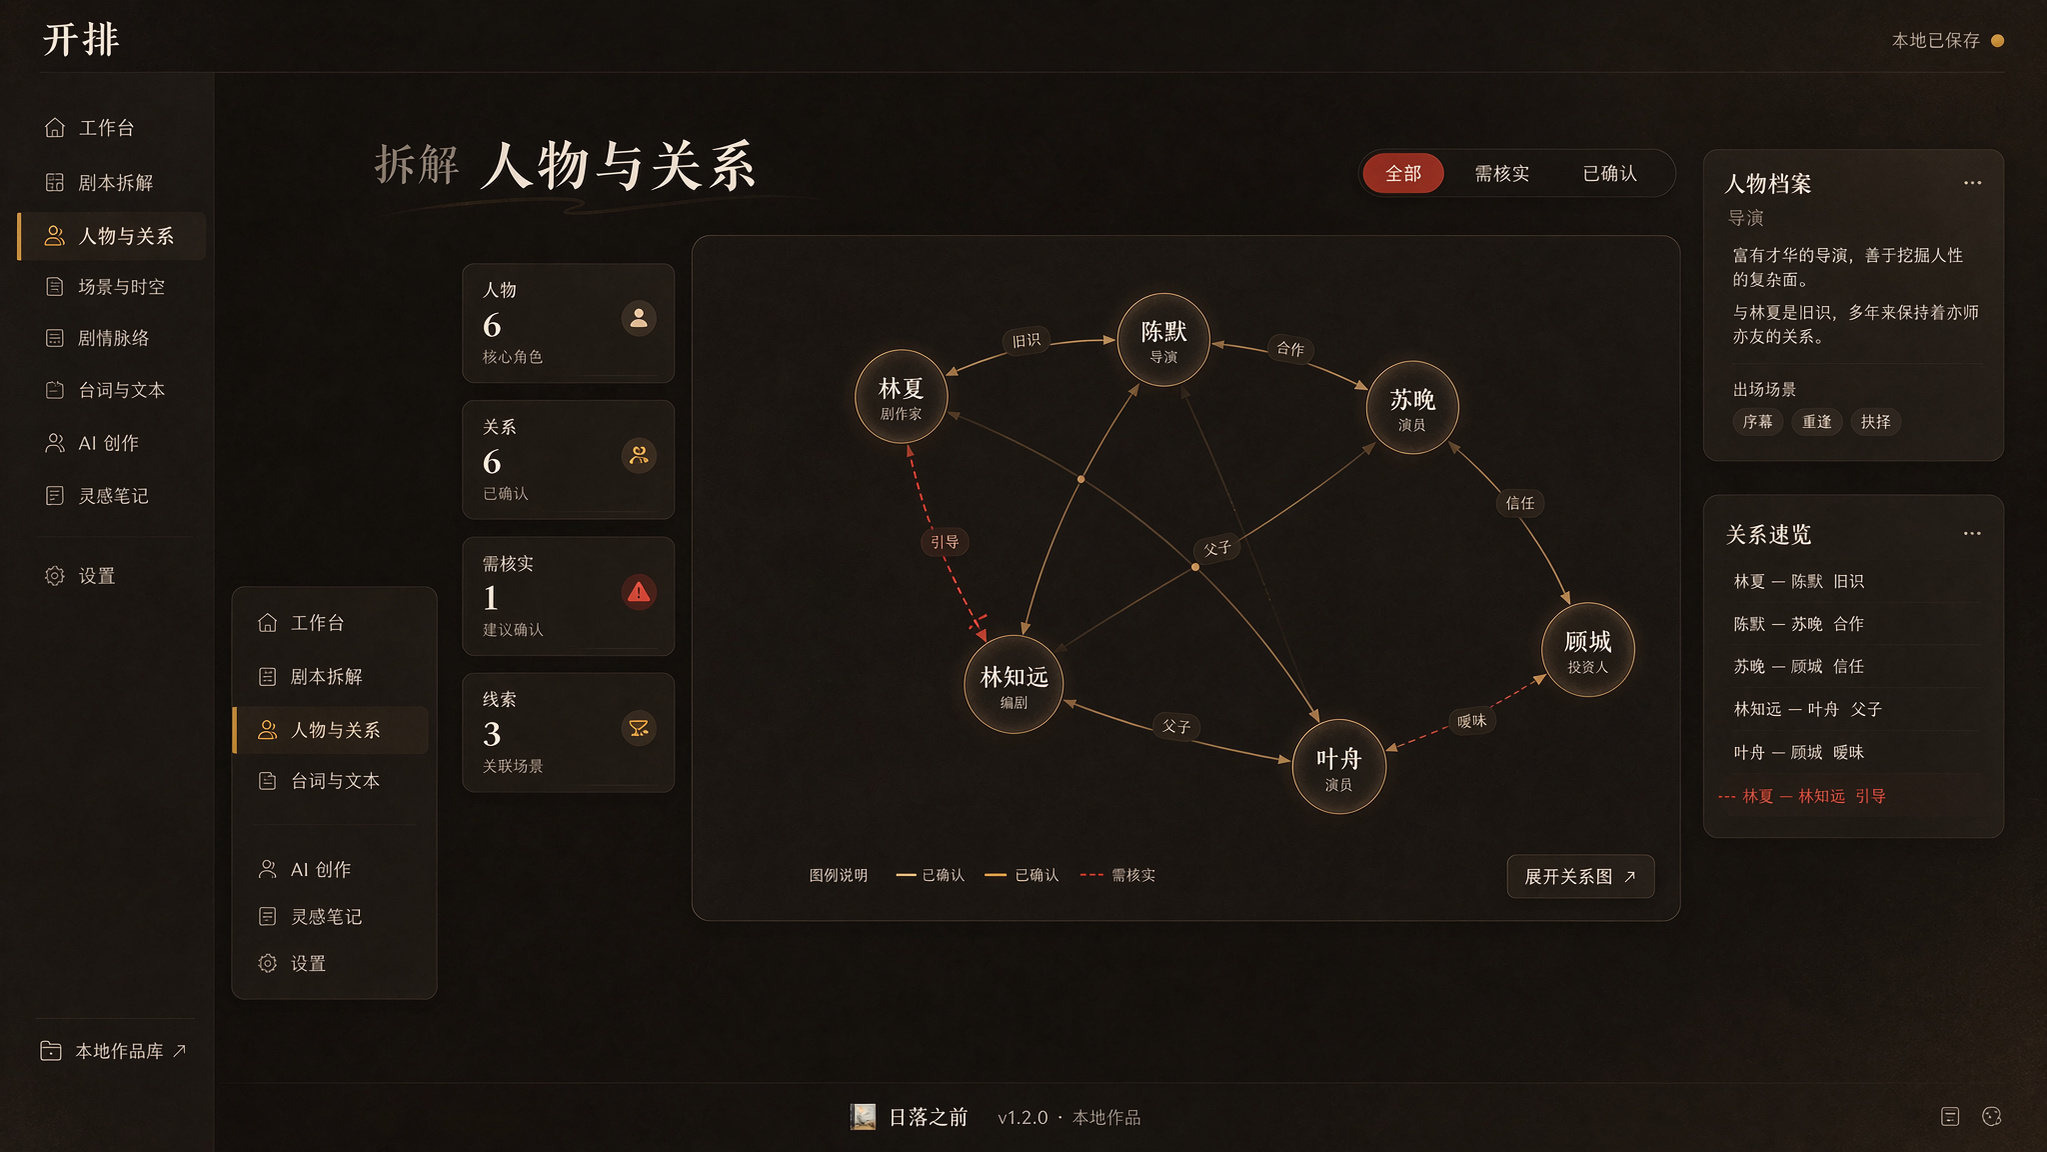 开排
本地已保存
工作台
剧本拆解
人物与关系
场景与时空
剧情脉络
台词与文本
AI 创作
灵感笔记
设置
本地作品库
工作台
剧本拆解
人物与关系
台词与文本
AI 创作
灵感笔记
设置
拆解 人物与关系
全部 需核实 已确认
人物
6
核心角色
关系
6
已确认
需核实
1
建议确认
线索
3
关联场景
陈默
导演
旧识
合作
林夏
剧作家
苏晚
演员
信任
引导
父子
顾城
投资人
林知远
编剧
父子
暧味
叶舟
演员
图例说明 已确认 已确认 需核实
展开关系图
人物档案
导演
富有才华的导演，善于挖掘人性
的复杂面。
与林夏是旧识，多年来保持着亦师
亦友的关系。
出场场景
序幕 重逢 抉择
关系速览
林夏 — 陈默 旧识
陈默 — 苏晚 合作
苏晚 — 顾城 信任
林知远 — 叶舟 父子
叶舟 — 顾城 暧味
林夏 — 林知远 引导
日落之前 v1.2.0 · 本地作品